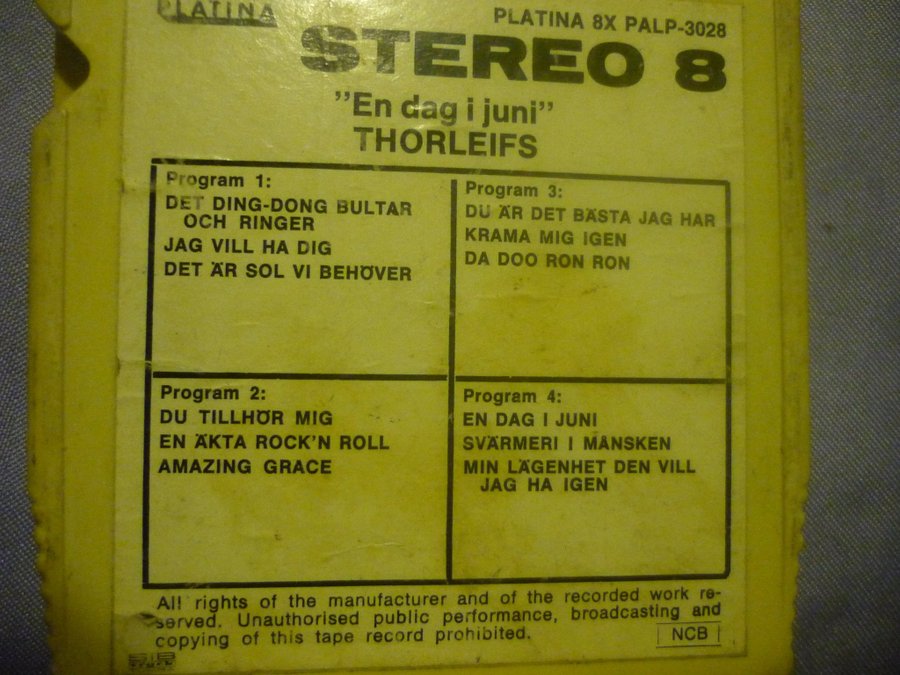 PLATINA
PLATINA 8X PALP-3028
STEREO 8
"En dag i juni"
THORLEIFS
Program 1:
DET DING-DONG BULTAR
OCH RINGER
JAG VILL HA DIG
DET ÄR SOL VI BEHÖVER
Program 2:
DU TILLHÖR MIG
EN ÄKTA ROCK'N ROLL
AMAZING GRACE
Program 3:
DU ÄR DET BÄSTA JAG HAR
KRAMA MIG IGEN
DA DOO RON RON
Program 4:
EN DAG I JUNI
SVÄRMERI I MÅNSKEN
MIN LÄGENHET DEN VILL
JAG HA IGEN
All rights of the manufacturer and of the recorded work re-
served. Unauthorised public performance, broadcasting and
copying of this tape record prohibited.
NCB